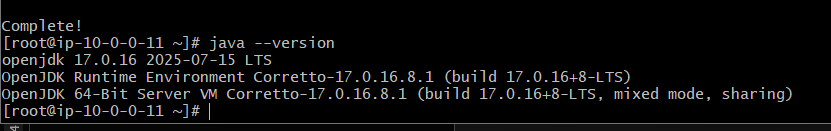 Complete!
[root@ip-10-0-0-11 ~]# java --version
openjdk 17.0.16 2025-07-15 LTS
OpenJDK Runtime Environment Corretto-17.0.16.8.1 (build 17.0.16+8-LTS)
OpenJDK 64-Bit Server VM Corretto-17.0.16.8.1 (build 17.0.16+8-LTS, mixed mode, sharing)
[root@ip-10-0-0-11 ~]#